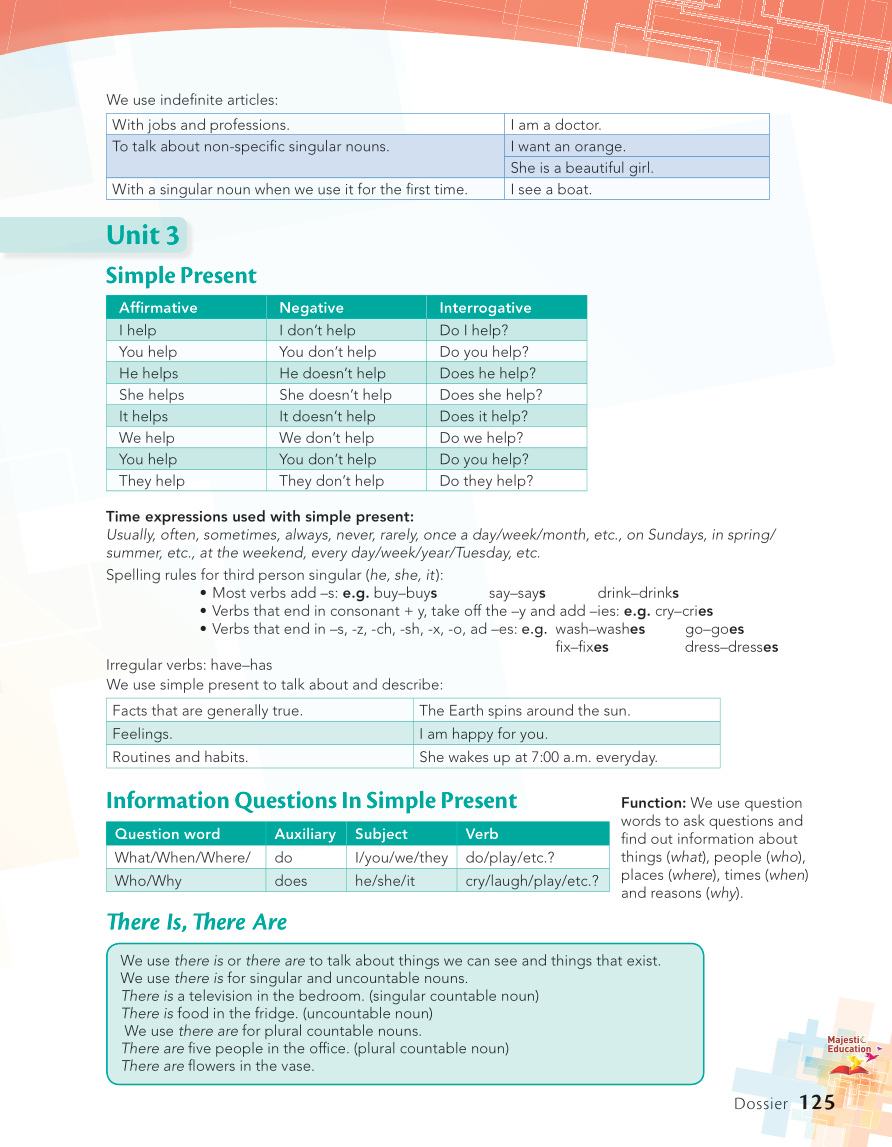 We use indefinite articles:
With jobs and professions. I am a doctor.
To talk about non-specific singular nouns. I want an orange.
She is a beautiful girl.
With a singular noun when we use it for the first time. I see a boat.
Unit 3
Simple Present
Affirmative Negative Interrogative
I help I don’t help Do I help?
You help You don’t help Do you help?
He helps He doesn’t help Does he help?
She helps She doesn’t help Does she help?
It helps It doesn’t help Does it help?
We help We don’t help Do we help?
You help You don’t help Do you help?
They help They don’t help Do they help?
Time expressions used with simple present:
Usually, often, sometimes, always, never, rarely, once a day/week/month, etc., on Sundays, in spring/
summer, etc., at the weekend, every day/week/year/Tuesday, etc.
Spelling rules for third person singular (he, she, it):
• Most verbs add –s: e.g. buy–buys say–says drink–drinks
• Verbs that end in consonant + y, take off the –y and add –ies: e.g. cry–cries
• Verbs that end in –s, -z, -ch, -sh, -x, -o, ad –es: e.g. wash–washes go–goes
fix–fixes dress–dresses
Irregular verbs: have–has
We use simple present to talk about and describe:
Facts that are generally true. The Earth spins around the sun.
Feelings. I am happy for you.
Routines and habits. She wakes up at 7:00 a.m. everyday.
Information Questions In Simple Present
Question word Auxiliary Subject Verb
What/When/Where/ do I/you/we/they do/play/etc.?
Who/Why does he/she/it cry/laugh/play/etc.?
Function: We use question
words to ask questions and
find out information about
things (what), people (who),
places (where), times (when)
and reasons (why).
There Is, There Are
We use there is or there are to talk about things we can see and things that exist.
We use there is for singular and uncountable nouns.
There is a television in the bedroom. (singular countable noun)
There is food in the fridge. (uncountable noun)
We use there are for plural countable nouns.
There are five people in the office. (plural countable noun)
There are flowers in the vase.
Majestic
Education
Dossier 125